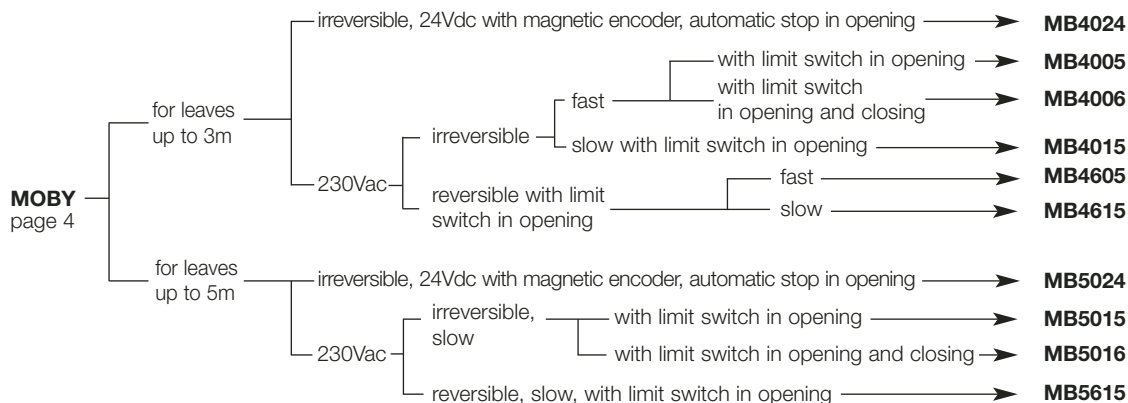 irreversible, 24Vdc with magnetic encoder, automatic stop in opening MB4024
with limit switch in opening MB4005
with limit switch
in opening and closing MB4006
fast
for leaves
up to 3m
irreversible
slow with limit switch in opening MB4015
230Vac
fast MB4605
reversible with limit
switch in opening
slow MB4615
MOBY
page 4
for leaves
up to 5m
irreversible, 24Vdc with magnetic encoder, automatic stop in opening MB5024
irreversible,
slow
with limit switch in opening MB5015
230Vac
with limit switch in opening and closing MB5016
reversible, slow, with limit switch in opening MB5615